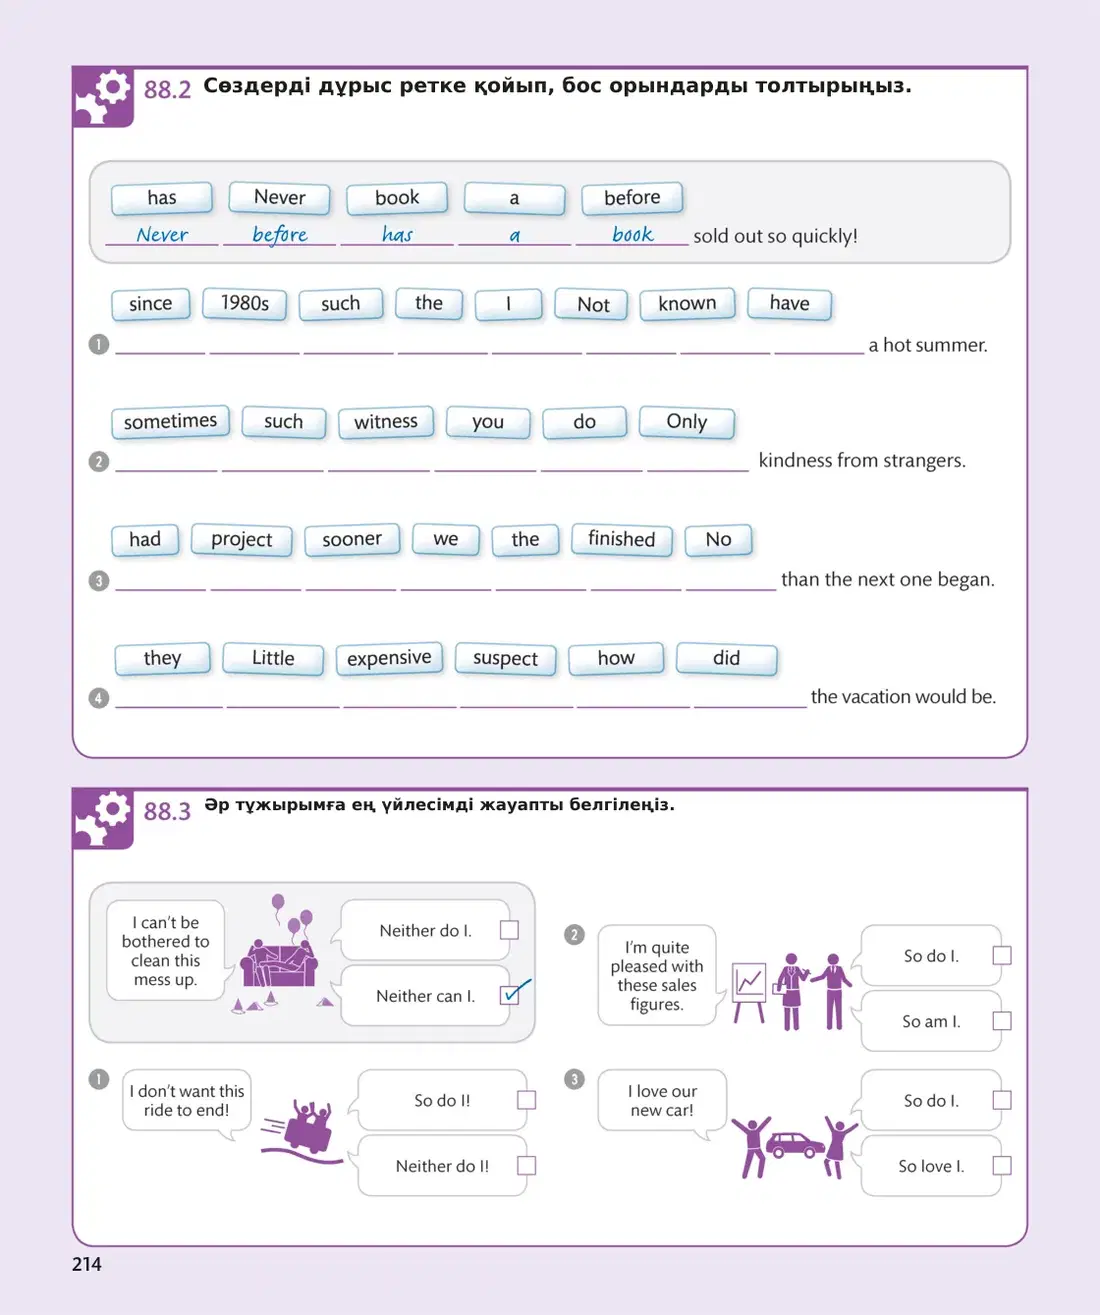 88.2 Сөздерді дұрыс ретке қойып, бос орындарды толтырыңыз.
has Never book a before
Never before has a book sold out so quickly!
since 1980s such the I Not known have
1 a hot summer.
sometimes such witness you do Only
2 kindness from strangers.
had project sooner we the finished No
3 than the next one began.
they Little expensive suspect how did
4 the vacation would be.
88.3 Әр тұжырымға ең үйлесімді жауапты белгілеңіз.
I can't be
bothered to
clean this
mess up.
Neither do I.
Neither can I.
1
I don't want this
ride to end!
So do I!
Neither do I!
2
I'm quite
pleased with
these sales
figures.
So do I.
So am I.
3
I love our
new car!
So do I.
So love I.
214